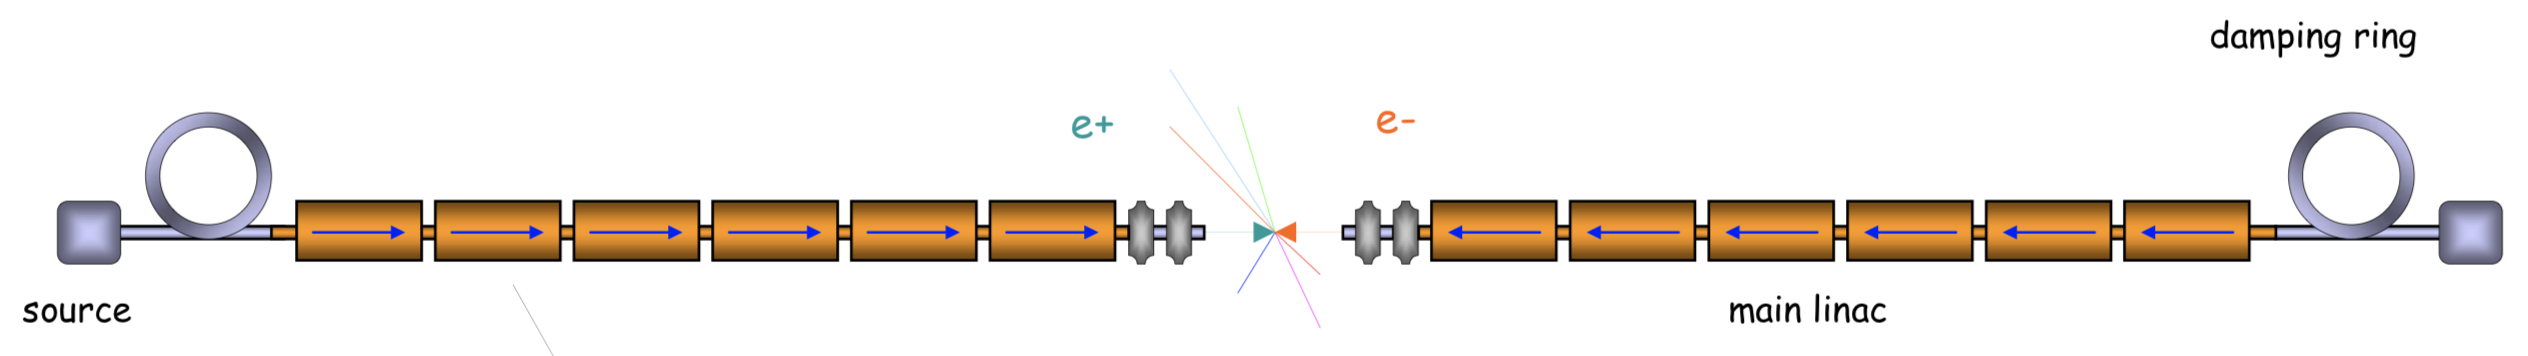 damping ring
e+
e-
source
main linac